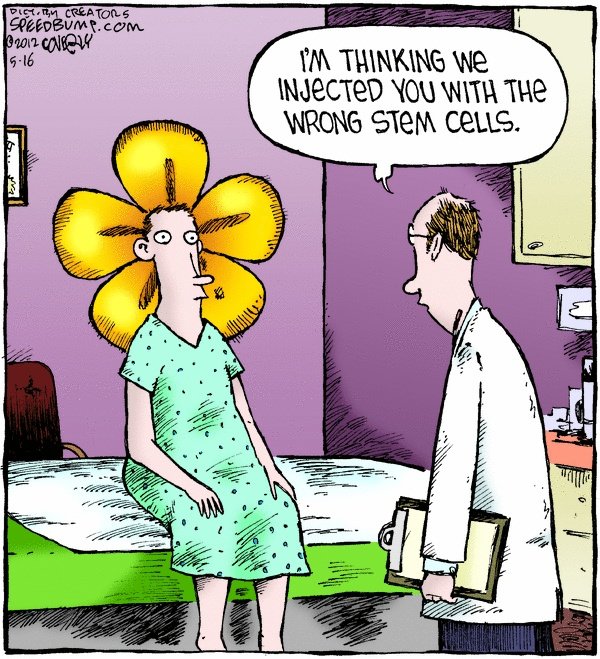 DIST. BY CREATORS
SPEEDBUMP.COM
©2012 COVERLY
5-16
I'M THINKING WE
INJECTED YOU WITH THE
WRONG STEM CELLS.